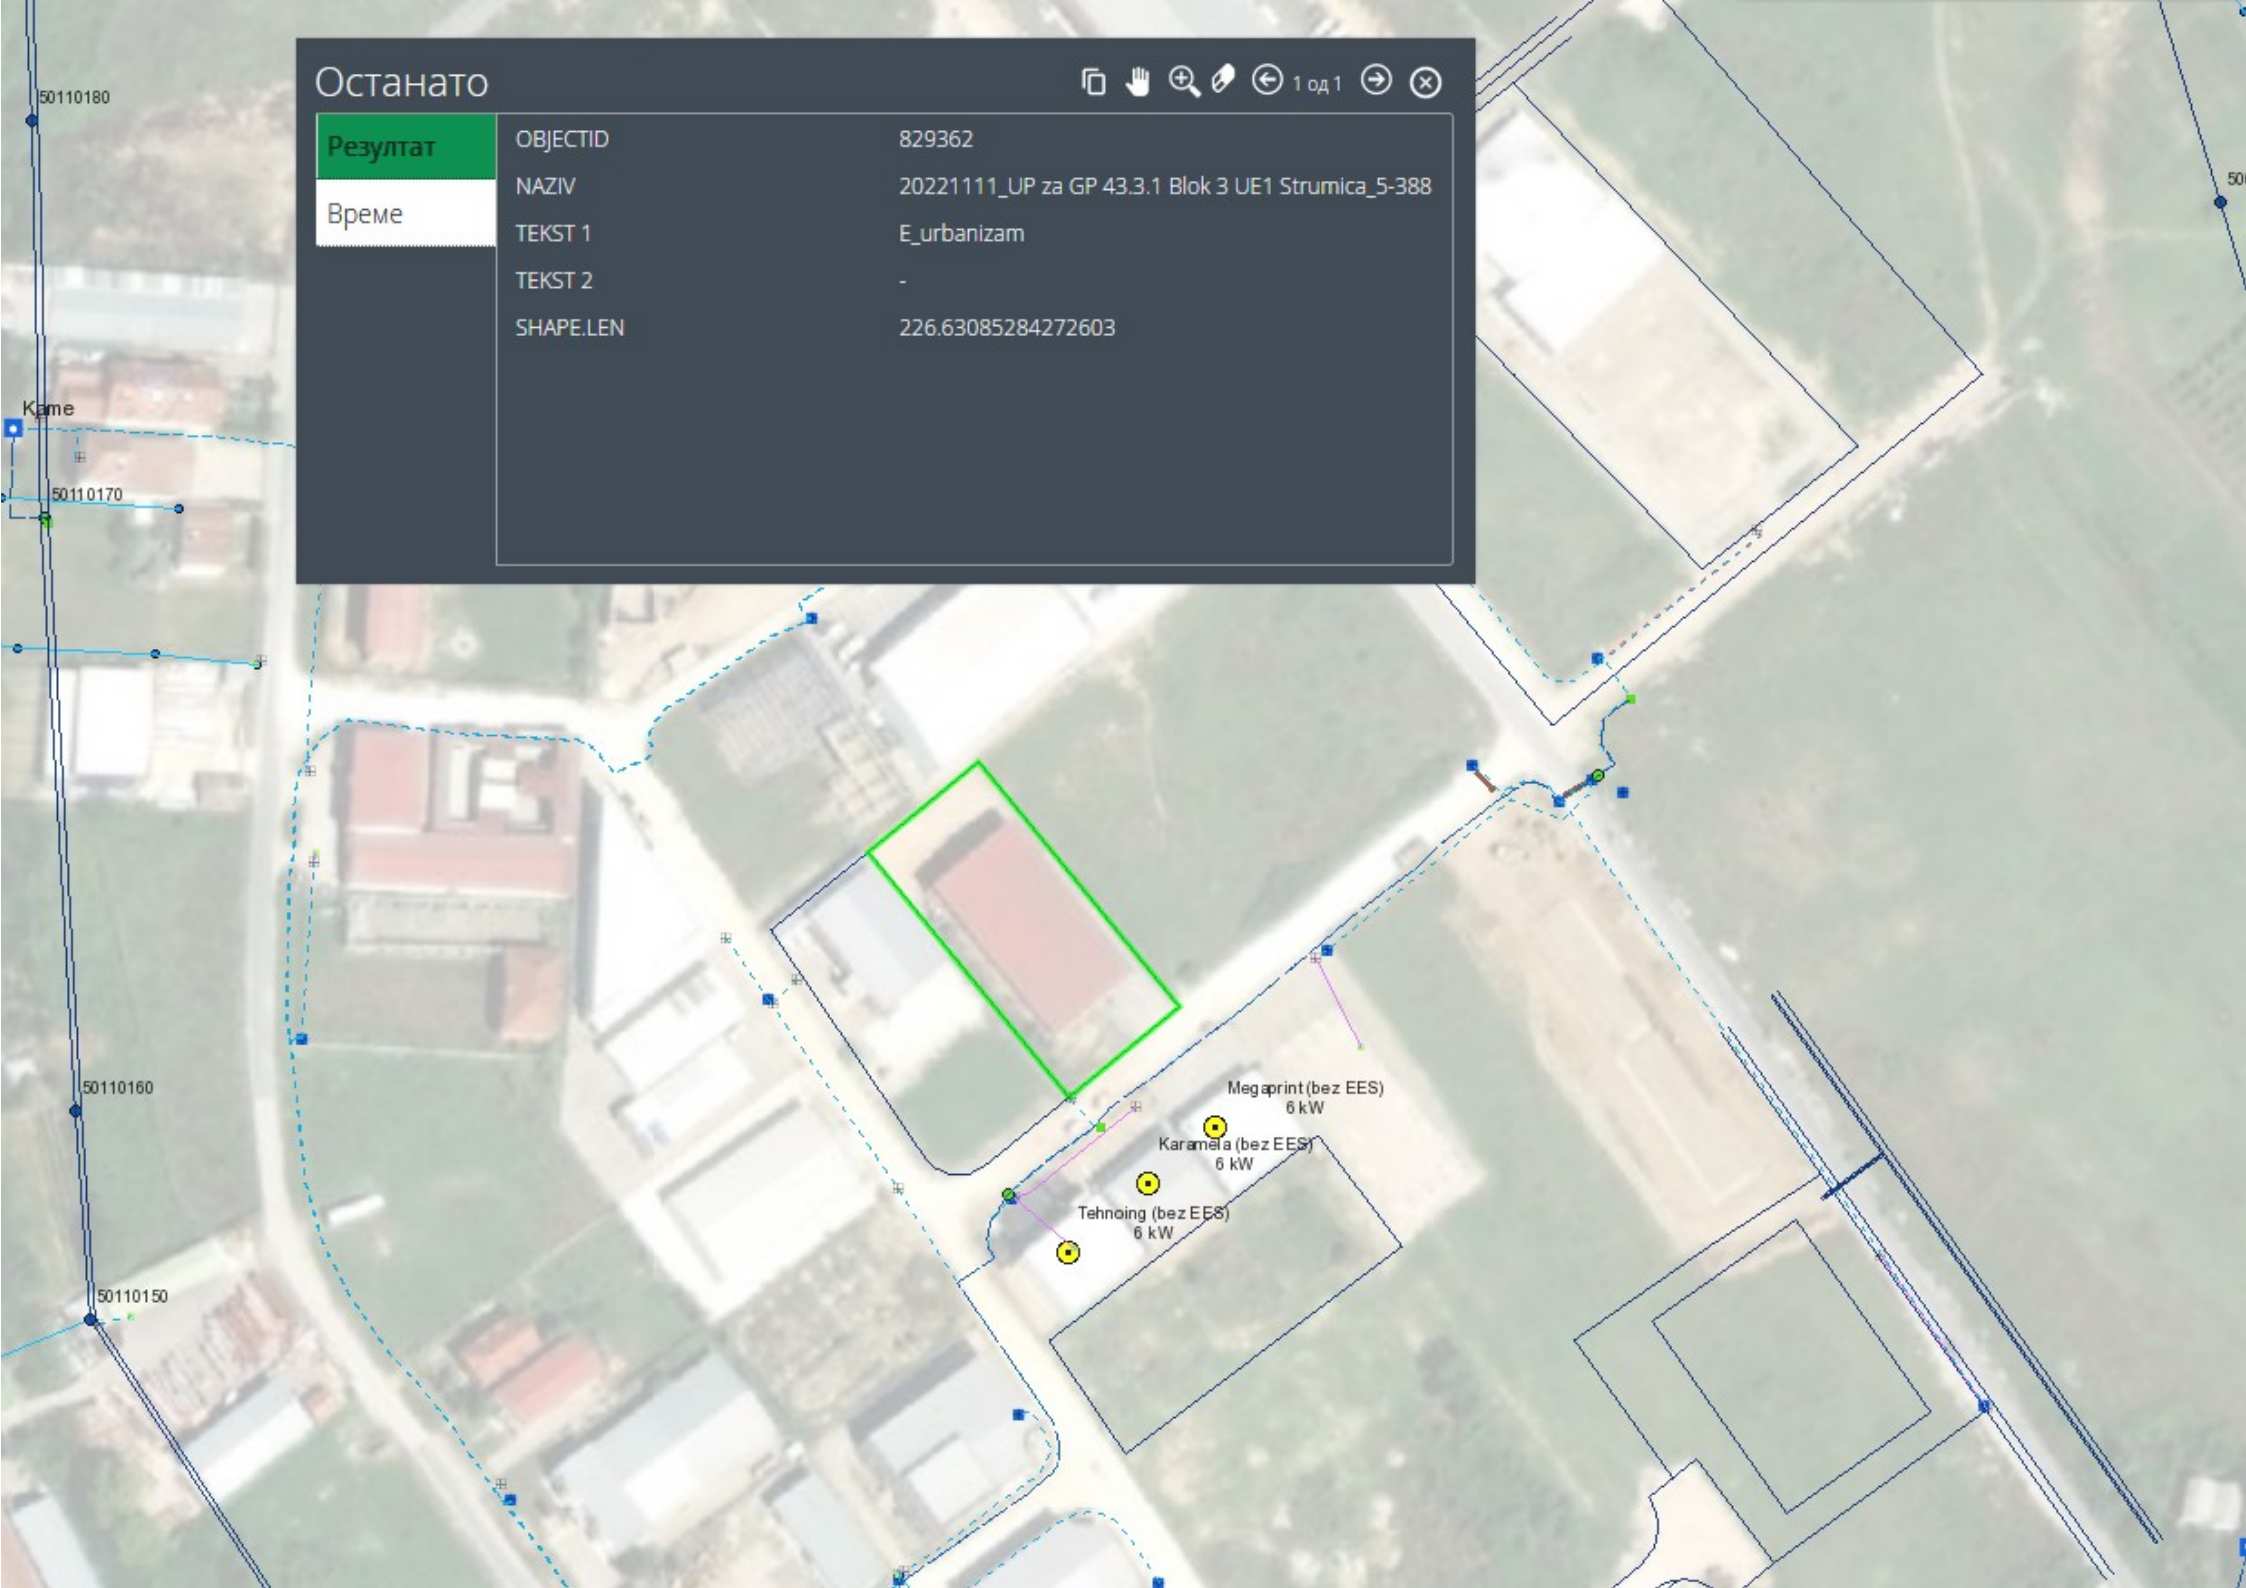 Останато
1 од 1
Резултат
Време
OBJECTID 829362
NAZIV 20221111_UP za GP 43.3.1 Blok 3 UE1 Strumica_5-388
TEKST 1 E_urbanizam
TEKST 2 -
SHAPE.LEN 226.63085284272603
50110180
Kame
50110170
50110160
50110150
Megaprint (bez EES)
6 kW
Karamela (bez EES)
6 kW
Tehnoing (bez EES)
6 kW